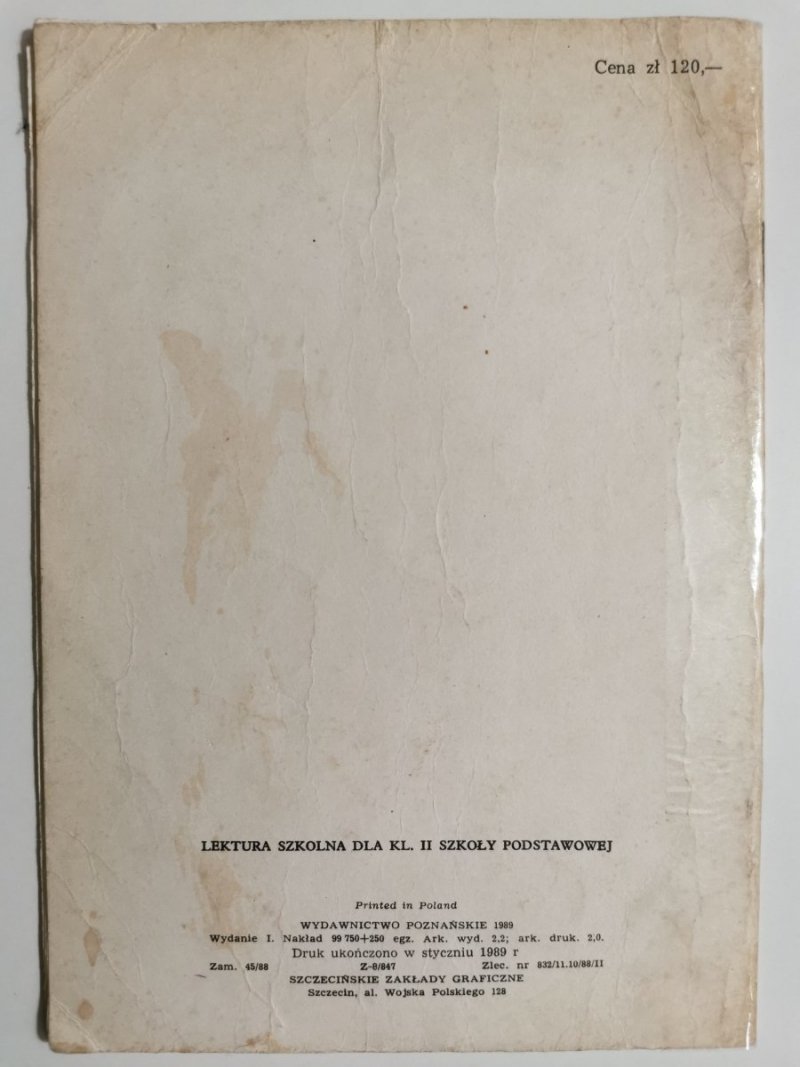 Cena zł 120,—
LEKTURA SZKOLNA DLA KL. II SZKOŁY PODSTAWOWEJ
Printed in Poland
WYDAWNICTWO POZNAŃSKIE 1989
Wydanie I. Nakład 99 750+250 egz. Ark. wyd. 2,2; ark. druk. 2,0.
Druk ukończono w styczniu 1989 r
Zam. 45/88 Z-8/847 Zlec. nr 832/11.10/88/II
SZCZECIŃSKIE ZAKŁADY GRAFICZNE
Szczecin, al. Wojska Polskiego 128